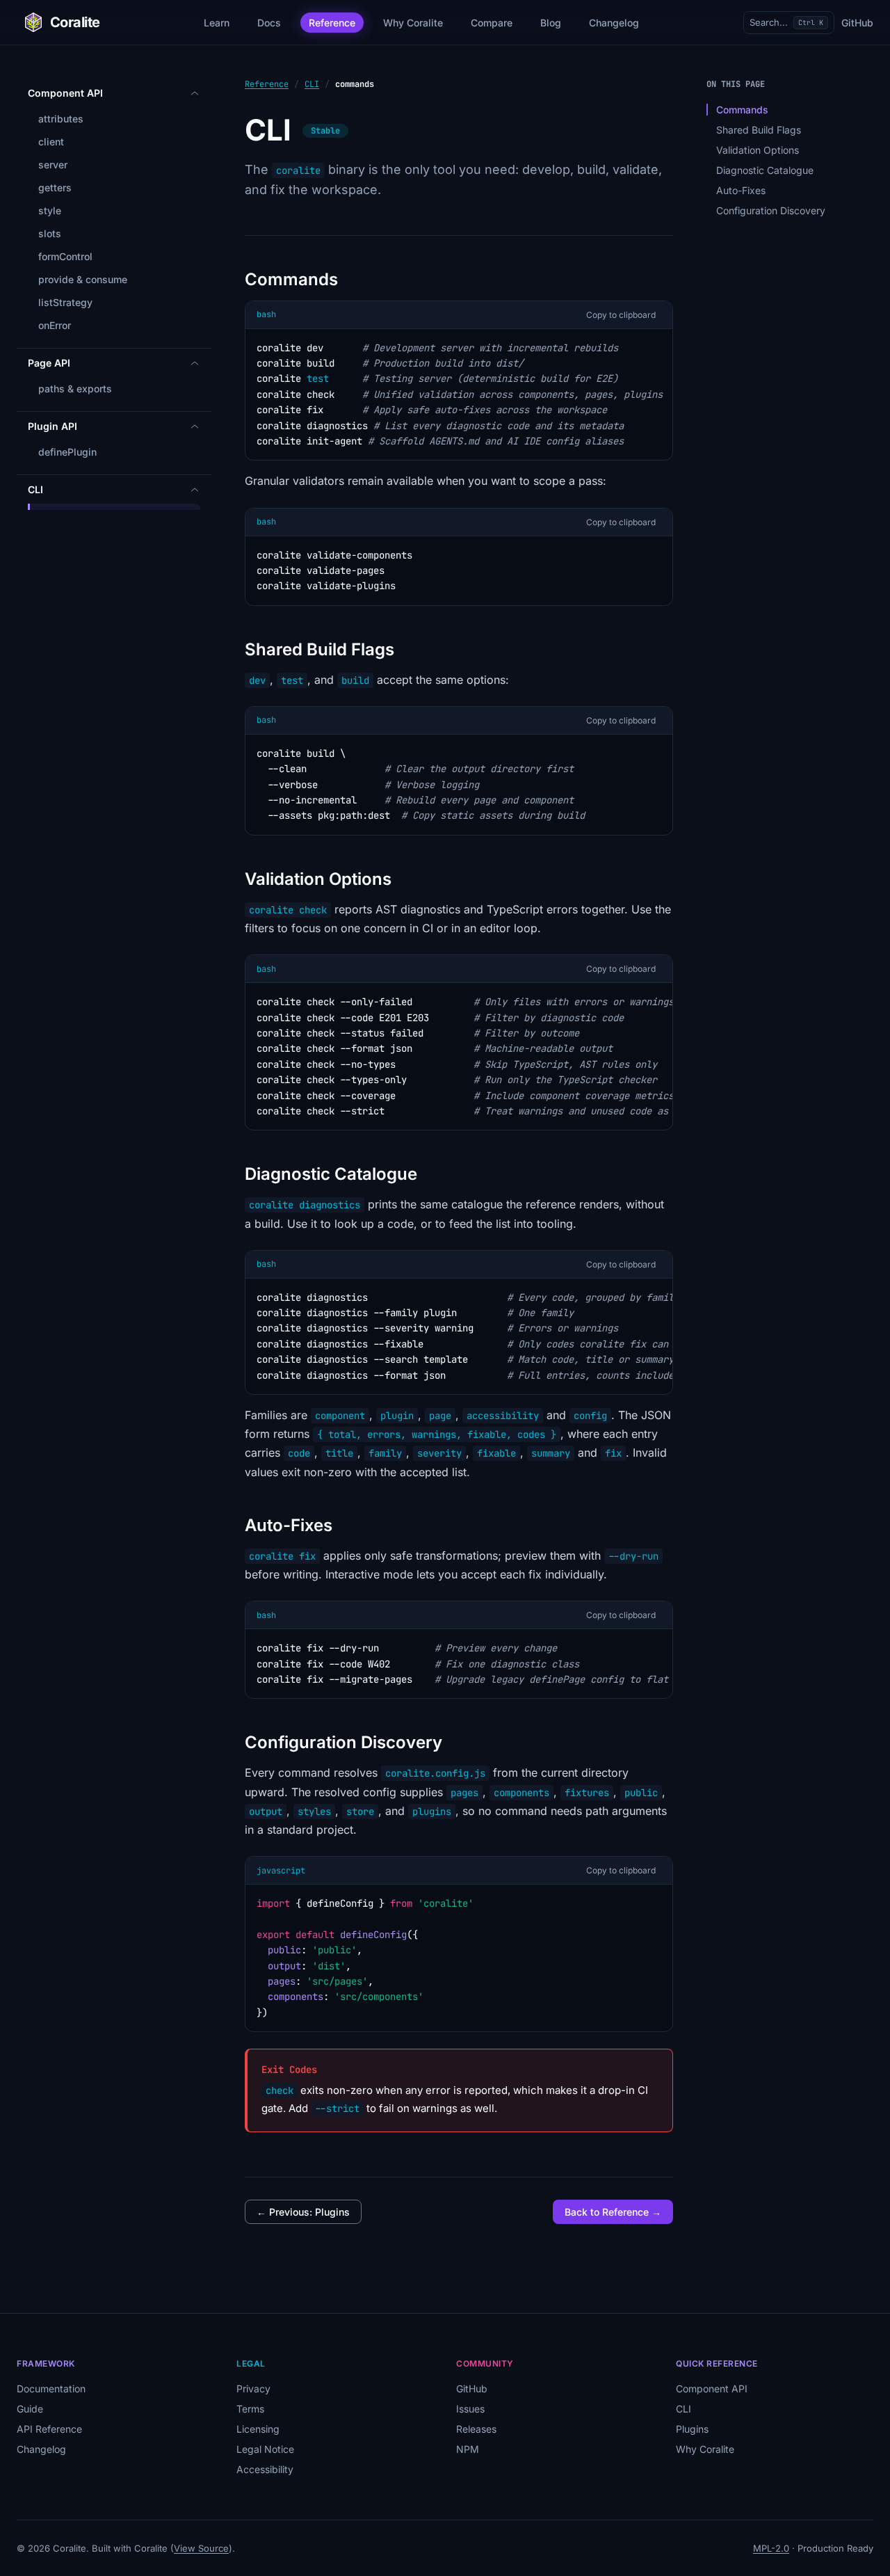 Coralite
Learn
Docs
Reference
Why Coralite
Compare
Blog
Changelog
Search...
Ctrl K
GitHub
Component API
attributes
client
server
getters
style
slots
formControl
provide & consume
listStrategy
onError
Page API
paths & exports
Plugin API
definePlugin
CLI
Reference / CLI / commands
CLI
Stable
The coralite binary is the only tool you need: develop, build, validate,
and fix the workspace.
Commands
bash
Copy to clipboard
coralite dev       # Development server with incremental rebuilds
coralite build     # Production build into dist/
coralite test      # Testing server (deterministic build for E2E)
coralite check     # Unified validation across components, pages, plugins
coralite fix       # Apply safe auto-fixes across the workspace
coralite diagnostics # List every diagnostic code and its metadata
coralite init-agent # Scaffold AGENTS.md and AI IDE config aliases
Granular validators remain available when you want to scope a pass:
bash
Copy to clipboard
coralite validate-components
coralite validate-pages
coralite validate-plugins
Shared Build Flags
dev, test, and build accept the same options:
bash
Copy to clipboard
coralite build \
  --clean              # Clear the output directory first
  --verbose            # Verbose logging
  --no-incremental     # Rebuild every page and component
  --assets pkg:path:dest  # Copy static assets during build
Validation Options
coralite check reports AST diagnostics and TypeScript errors together. Use the
filters to focus on one concern in CI or in an editor loop.
bash
Copy to clipboard
coralite check --only-failed           # Only files with errors or warnings
coralite check --code E201 E203        # Filter by diagnostic code
coralite check --status failed         # Filter by outcome
coralite check --format json           # Machine-readable output
coralite check --no-types              # Skip TypeScript, AST rules only
coralite check --types-only            # Run only the TypeScript checker
coralite check --coverage              # Include component coverage metrics
coralite check --strict                # Treat warnings and unused code as
Diagnostic Catalogue
coralite diagnostics prints the same catalogue the reference renders, without
a build. Use it to look up a code, or to feed the list into tooling.
bash
Copy to clipboard
coralite diagnostics                         # Every code, grouped by famil
coralite diagnostics --family plugin         # One family
coralite diagnostics --severity warning      # Errors or warnings
coralite diagnostics --fixable               # Only codes coralite fix can
coralite diagnostics --search template       # Match code, title or summary
coralite diagnostics --format json           # Full entries, counts include
Families are component, plugin, page, accessibility and config. The JSON
form returns { total, errors, warnings, fixable, codes }, where each entry
carries code, title, family, severity, fixable, summary and fix. Invalid
values exit non-zero with the accepted list.
Auto-Fixes
coralite fix applies only safe transformations; preview them with --dry-run
before writing. Interactive mode lets you accept each fix individually.
bash
Copy to clipboard
coralite fix --dry-run          # Preview every change
coralite fix --code W402        # Fix one diagnostic class
coralite fix --migrate-pages    # Upgrade legacy definePage config to flat
Configuration Discovery
Every command resolves coralite.config.js from the current directory
upward. The resolved config supplies pages, components, fixtures, public,
output, styles, store, and plugins, so no command needs path arguments
in a standard project.
javascript
Copy to clipboard
import { defineConfig } from 'coralite'
export default defineConfig({
  public: 'public',
  output: 'dist',
  pages: 'src/pages',
  components: 'src/components'
})
Exit Codes
check exits non-zero when any error is reported, which makes it a drop-in CI
gate. Add --strict to fail on warnings as well.
← Previous: Plugins
Back to Reference →
ON THIS PAGE
Commands
Shared Build Flags
Validation Options
Diagnostic Catalogue
Auto-Fixes
Configuration Discovery
FRAMEWORK
Documentation
Guide
API Reference
Changelog
LEGAL
Privacy
Terms
Licensing
Legal Notice
Accessibility
COMMUNITY
GitHub
Issues
Releases
NPM
QUICK REFERENCE
Component API
CLI
Plugins
Why Coralite
© 2026 Coralite. Built with Coralite (View Source).
MPL-2.0 · Production Ready